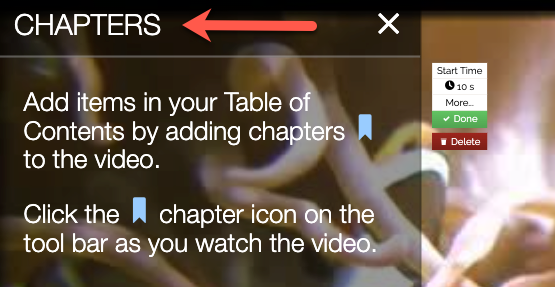 CHAPTERS
Add items in your Table of
Contents by adding chapters
to the video.
Click the chapter icon on the
tool bar as you watch the video.
Start Time
10 s
More...
Done
Delete